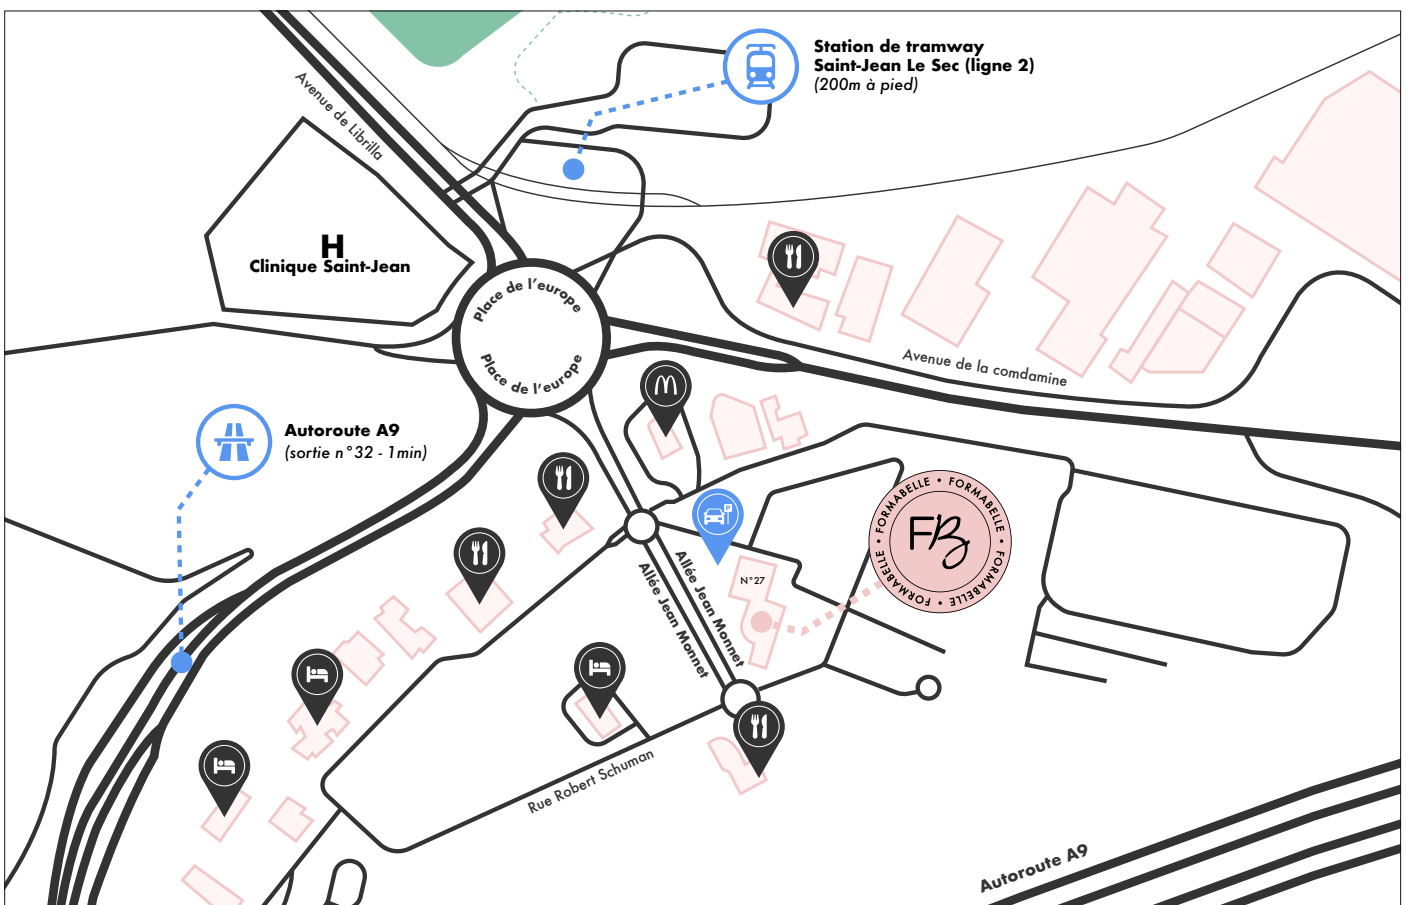 Station de tramway
Saint-Jean Le Sec (ligne 2)
(200m à pied)
Avenue de Librilla
H
Clinique Saint-Jean
Place de l'europe
Place de l'europe
Avenue de la comdamine
Autoroute A9
(sortie n°32 - 1min)
P
FORMABELLE • FORMABELLE • FORMABELLE • FORMABELLE • FORMABELLE •
FB
N°27
Allée Jean Monnet
Allée Jean Monnet
Rue Robert Schuman
Autoroute A9